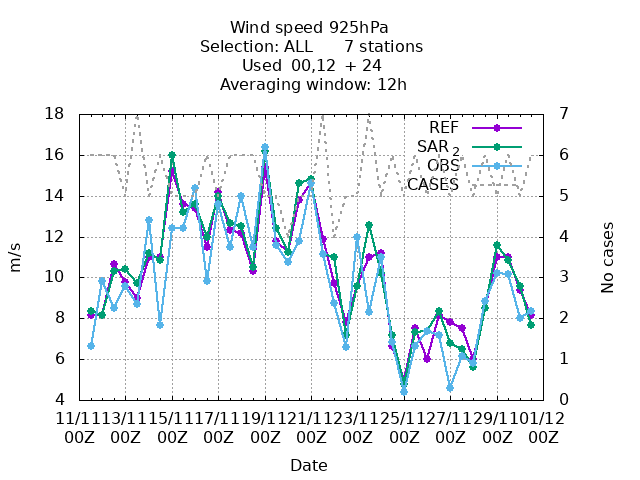 Wind speed 925hPa
Selection: ALL 7 stations
Used 00,12 + 24
Averaging window: 12h
18 7
REF
SAR 2
16 6
OBS
CASES
14 5
12 4
10 3
8 2
6 1
4 0
m/s
No cases
11/11 13/11 15/11 17/11 19/11 21/11 23/11 25/11 27/11 29/11 01/12
00Z 00Z 00Z 00Z 00Z 00Z 00Z 00Z 00Z 00Z 00Z
Date